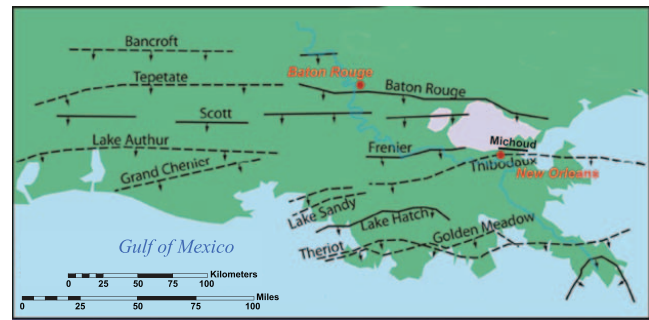 Bancroft
Baton Rouge
Tepetate
Baton Rouge
Scott
Lake Authur
Frenier
Michoud
Thibodaux
Grand Chenier
New Orleans
Lake Sandy
Lake Hatch
Golden Meadow
Theriot
Gulf of Mexico
Kilometers
0 25 50 75 100
Miles
0 25 50 75 100